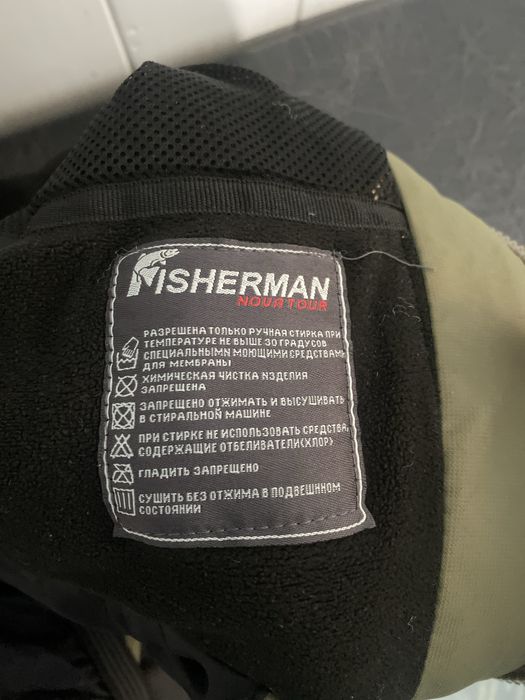 FISHERMAN
NOVA TOUR
РАЗРЕШЕНА ТОЛЬКО РУЧНАЯ СТИРКА ПРИ
ТЕМПЕРАТУРЕ НЕ ВЫШЕ 30 ГРАДУСОВ
СПЕЦИАЛЬНЫМИ МОЮЩИМИ СРЕДСТВАМИ
ДЛЯ МЕМБРАНЫ
ХИМИЧЕСКАЯ ЧИСТКА ИЗДЕЛИЯ
ЗАПРЕЩЕНА
ЗАПРЕЩЕНО ОТЖИМАТЬ И ВЫСУШИВАТЬ
В СТИРАЛЬНОЙ МАШИНЕ
ПРИ СТИРКЕ НЕ ИСПОЛЬЗОВАТЬ СРЕДСТВА,
СОДЕРЖАЩИЕ ОТБЕЛИВАТЕЛИ(ХЛОР)
ГЛАДИТЬ ЗАПРЕЩЕНО
СУШИТЬ БЕЗ ОТЖИМА В ПОДВЕШННОМ
СОСТОЯНИИ